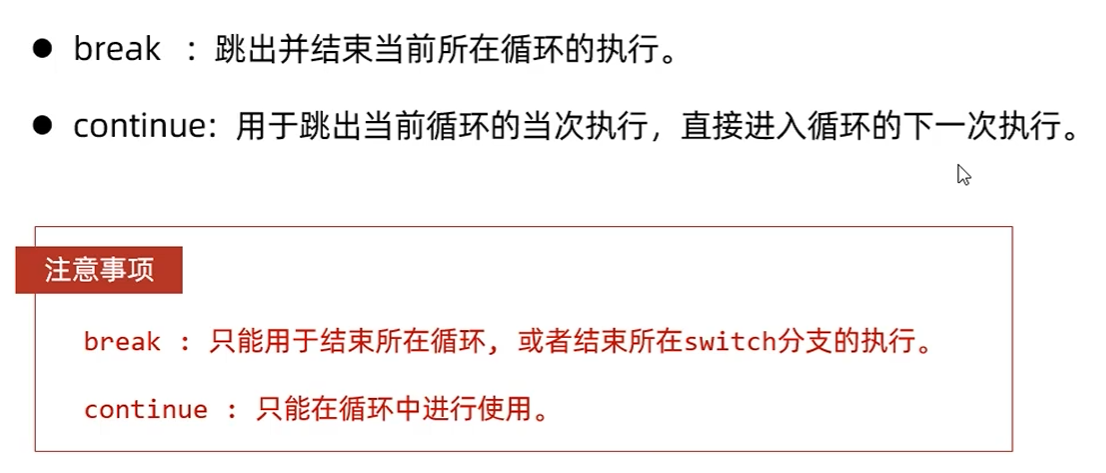 ● break ：跳出并结束当前所在循环的执行。
● continue：用于跳出当前循环的当次执行，直接进入循环的下一次执行。
注意事项
break : 只能用于结束所在循环, 或者结束所在switch分支的执行。
continue : 只能在循环中进行使用。